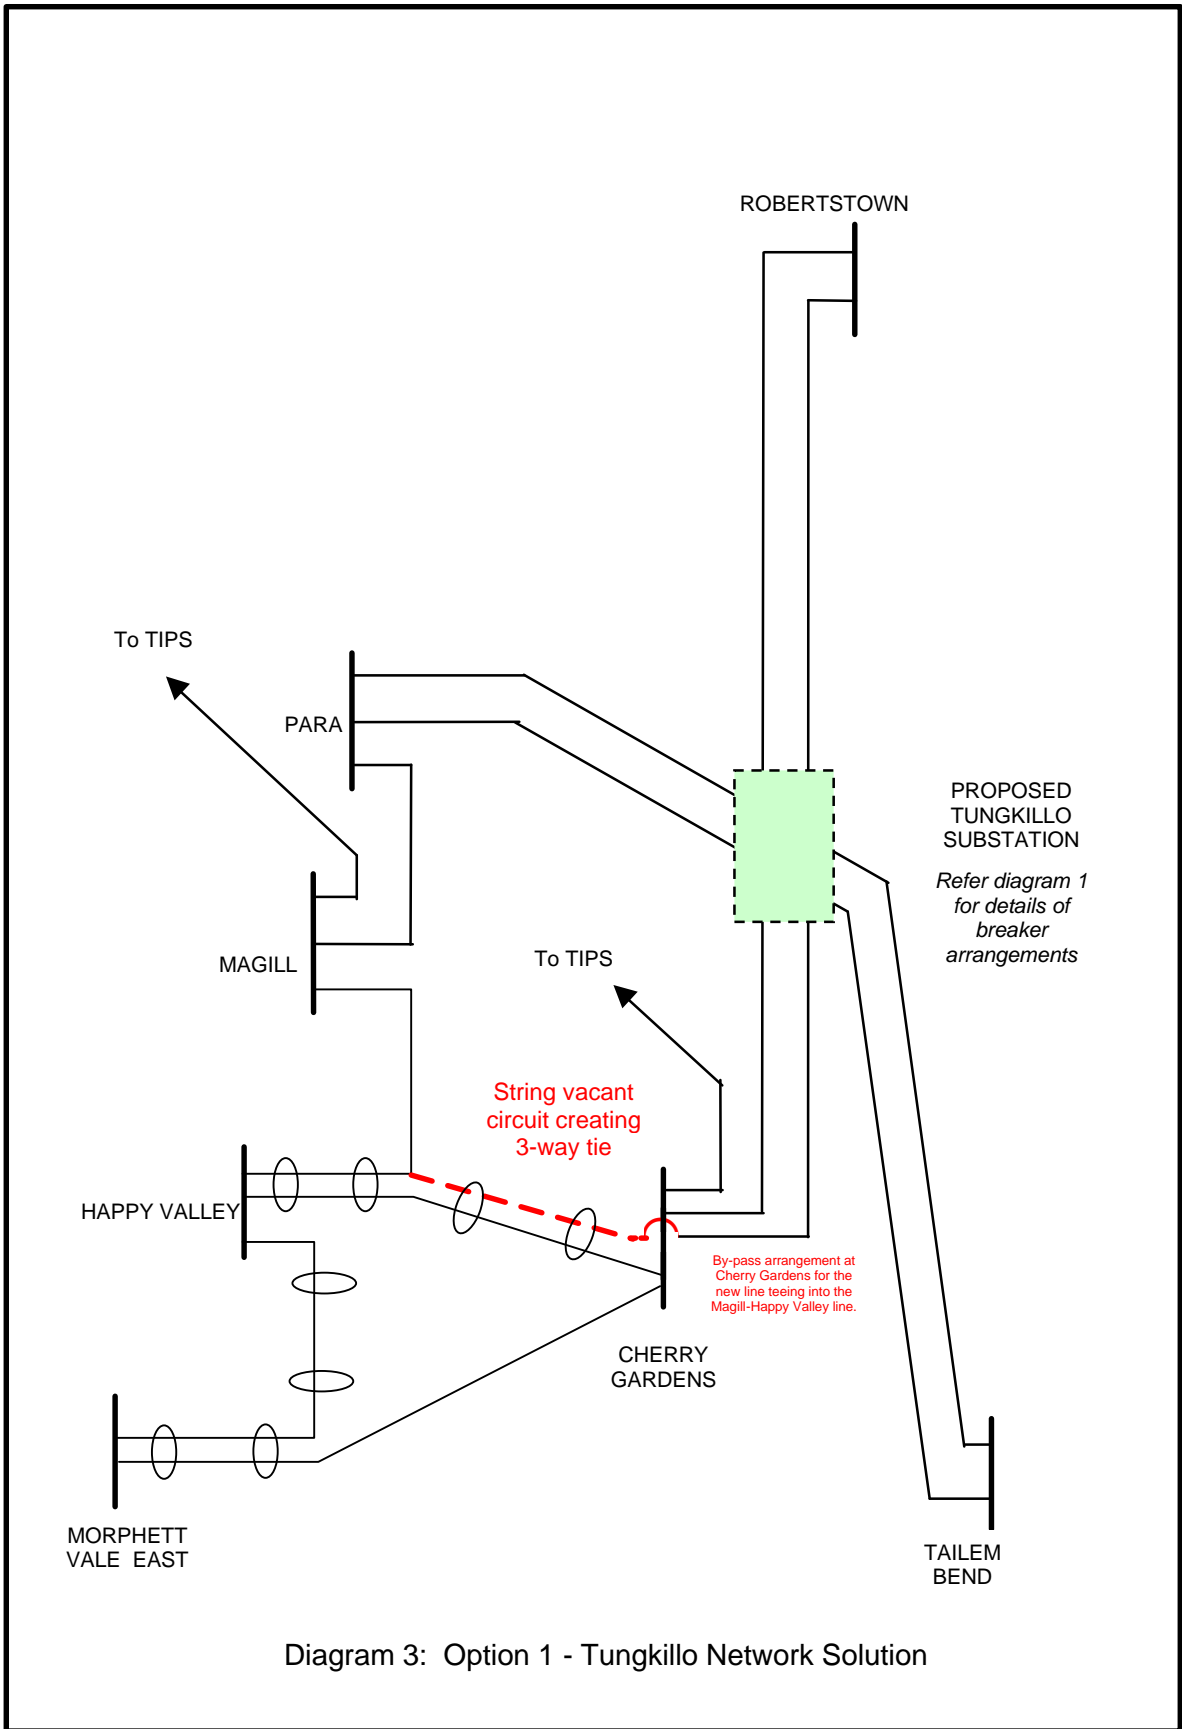 ROBERTSTOWN
To TIPS
PARA
PROPOSED
TUNGKILLO
SUBSTATION
Refer diagram 1
for details of
breaker
arrangements
MAGILL
To TIPS
String vacant
circuit creating
3-way tie
HAPPY VALLEY
By-pass arrangement at
Cherry Gardens for the
new line teeing into the
Magill-Happy Valley line.
CHERRY
GARDENS
MORPHETT
VALE  EAST
TAILEM
BEND
Diagram 3:  Option 1 - Tungkillo Network Solution